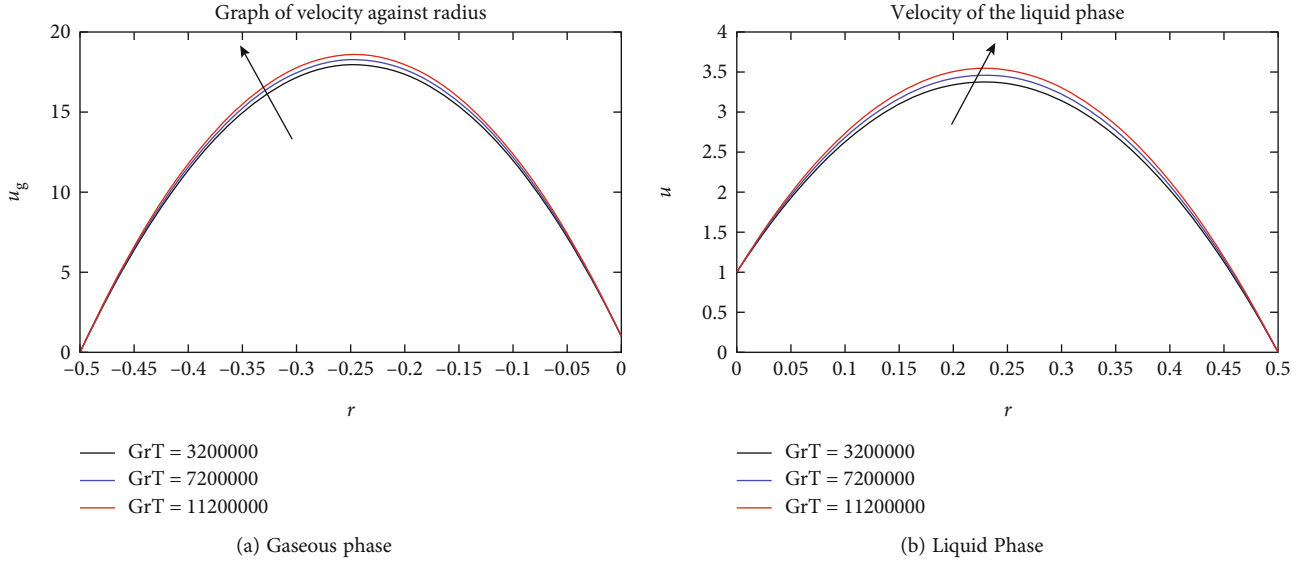 Graph of velocity against radius
20
15
10
5
0
u_g
−0.5 −0.45 −0.4 −0.35 −0.3 −0.25 −0.2 −0.15 −0.1 −0.05 0
r
GrT = 3200000
GrT = 7200000
GrT = 11200000
(a) Gaseous phase
Velocity of the liquid phase
4
3.5
3
2.5
2
1.5
1
0.5
0
u
0 0.05 0.1 0.15 0.2 0.25 0.3 0.35 0.4 0.45 0.5
r
GrT = 3200000
GrT = 7200000
GrT = 11200000
(b) Liquid Phase